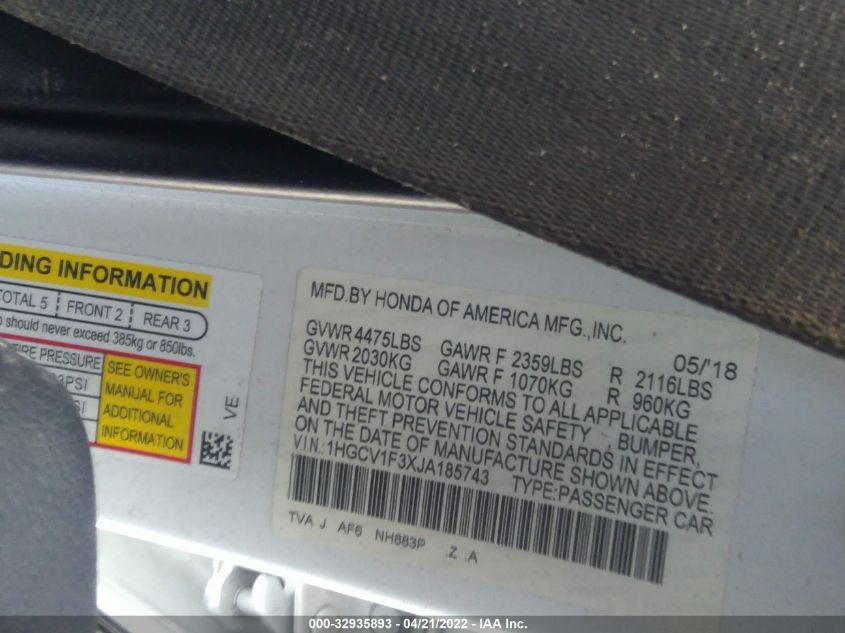 DING INFORMATION
TOTAL 5 FRONT 2 REAR 3
should never exceed 385kg or 850lbs.
TIRE PRESSURE
3PSI
SEE OWNER'S
MANUAL FOR
ADDITIONAL
INFORMATION
VE
MFD.BY HONDA OF AMERICA MFG.,INC.
05/'18
GVWR 4475LBS GAWR F 2359LBS R 2116LBS
GVWR 2030KG GAWR F 1070KG R 960KG
THIS VEHICLE CONFORMS TO ALL APPLICABLE
FEDERAL MOTOR VEHICLE SAFETY, BUMPER,
AND THEFT PREVENTION STANDARDS IN EFFECT
ON THE DATE OF MANUFACTURE SHOWN ABOVE.
VIN:1HGCV1F3XJA185743 TYPE:PASSENGER CAR
TVA J AF6 NH883P Z A
000-32935893 - 04/21/2022 - IAA Inc.